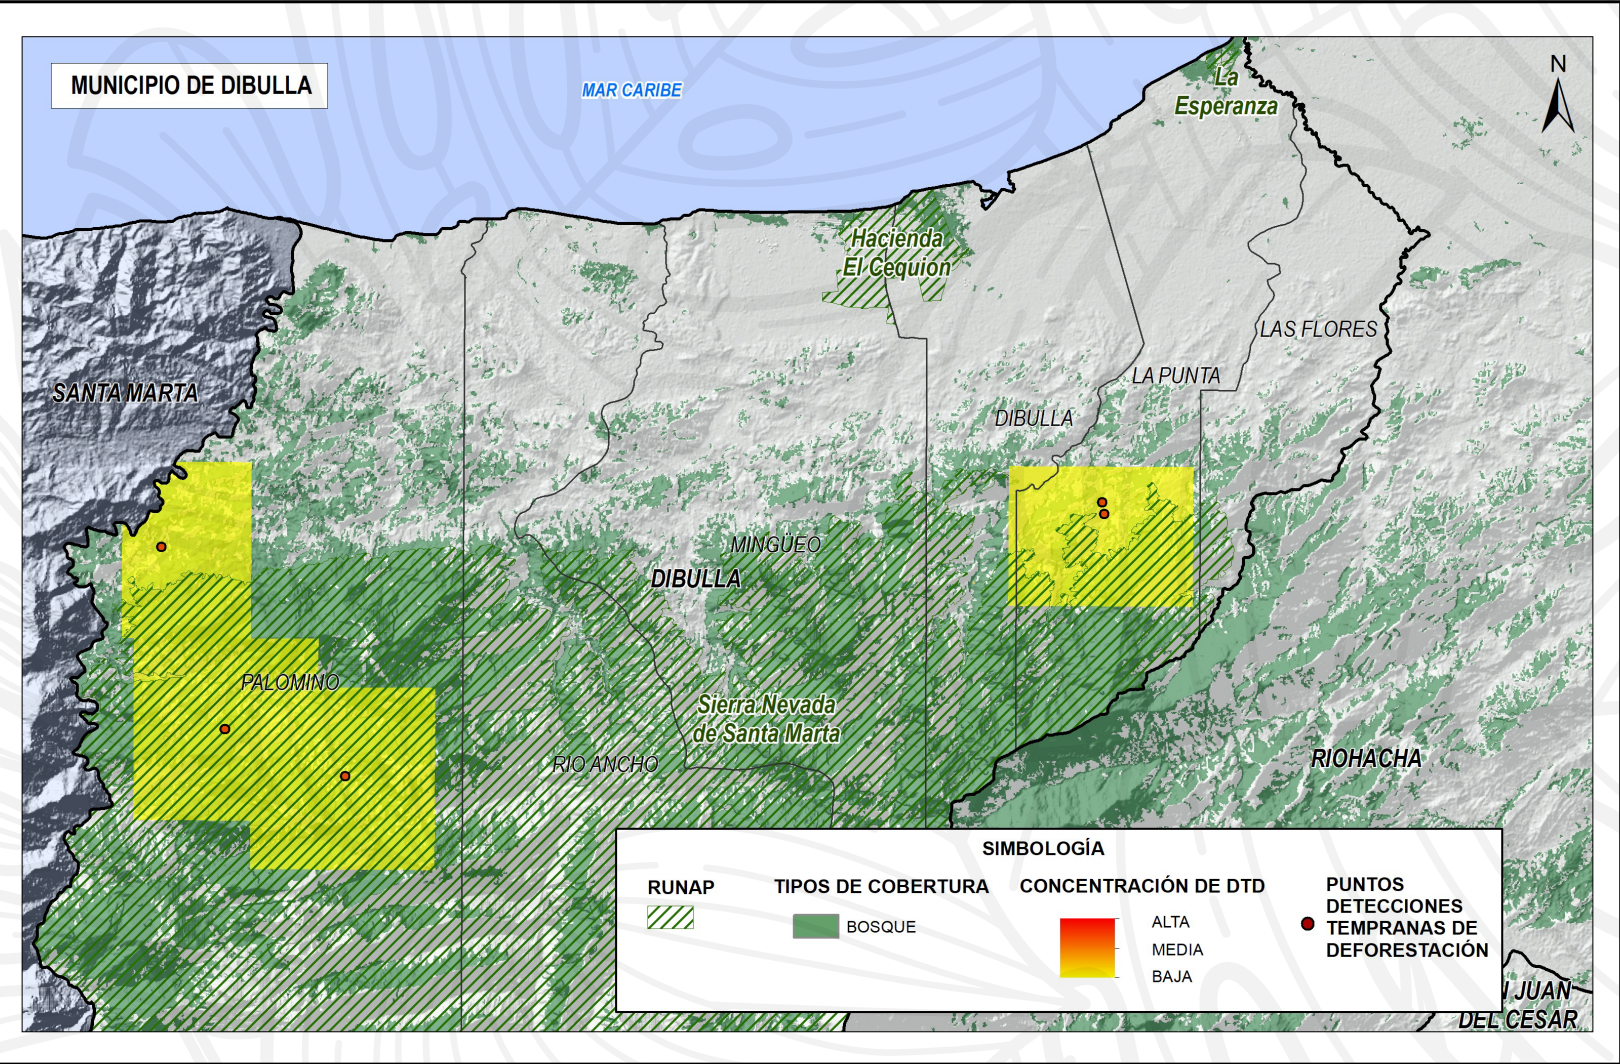 MUNICIPIO DE DIBULLA
MAR CARIBE
La
Esperanza
N
Hacienda
El Cequion
LAS FLORES
SANTA MARTA
LA PUNTA
DIBULLA
MINGÜEO
DIBULLA
PALOMINO
Sierra Nevada
de Santa Marta
RIO ANCHO
RIOHACHA
SIMBOLOGÍA
RUNAP
TIPOS DE COBERTURA
BOSQUE
CONCENTRACIÓN DE DTD
ALTA
MEDIA
BAJA
PUNTOS
DETECCIONES
TEMPRANAS DE
DEFORESTACIÓN
N JUAN
DEL CESAR